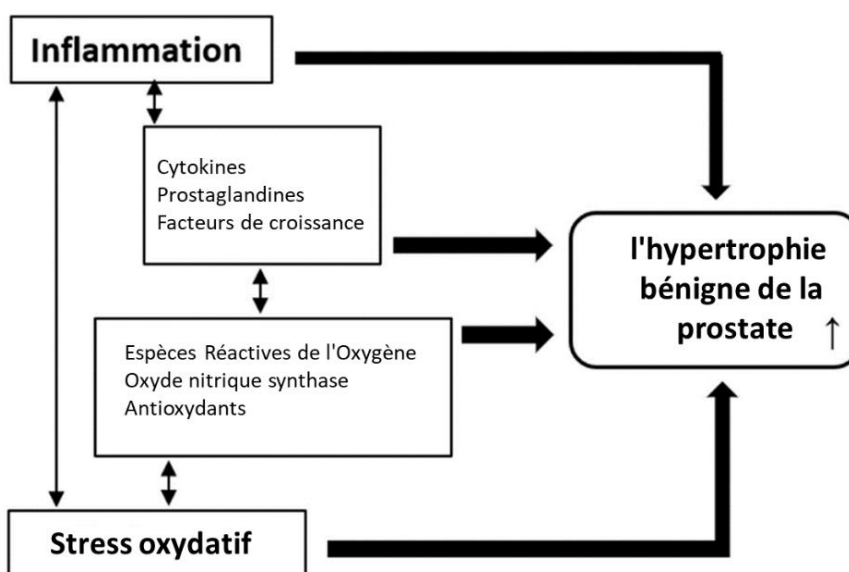 Inflammation
Cytokines
Prostaglandines
Facteurs de croissance
l'hypertrophie
bénigne de la
prostate ↑
Espèces Réactives de l'Oxygène
Oxyde nitrique synthase
Antioxydants
Stress oxydatif